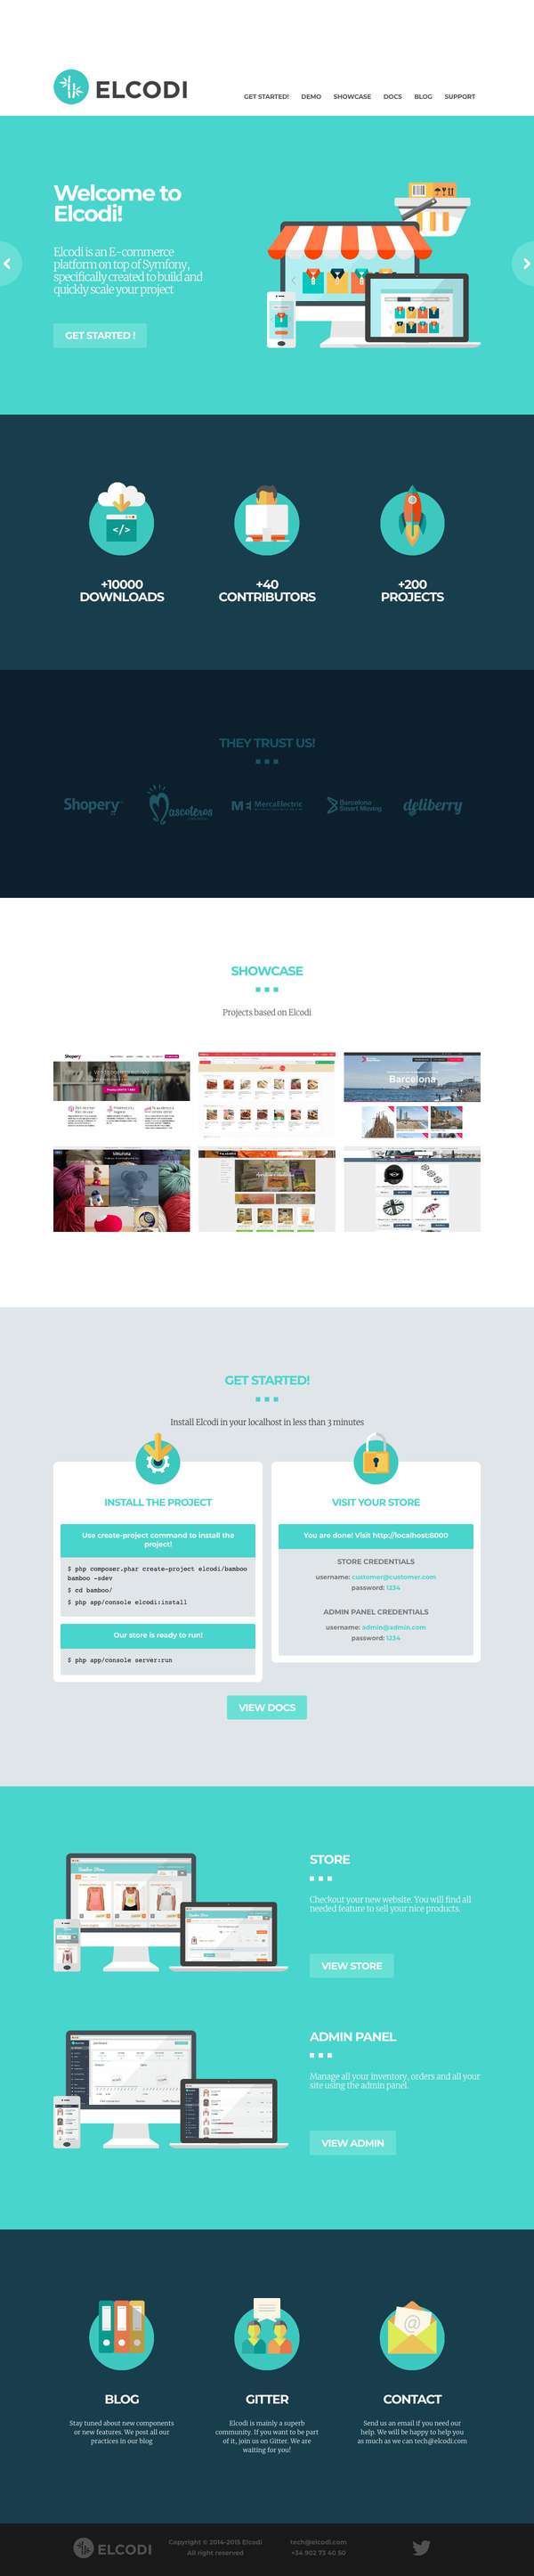 ELCODI
GET STARTED! DEMO SHOWCASE DOCS BLOG SUPPORT
Welcome to
Elcodi!
Elcodi is an E-commerce
platform on top of Symfony,
specifically created to build and
quickly scale your project
GET STARTED !
</>
+10000
DOWNLOADS
+40
CONTRIBUTORS
+200
PROJECTS
THEY TRUST US!
Shopery
mascoteros
MercaElectric
Barcelona
Smart Moving
deliberry
SHOWCASE
Projects based on Elcodi
Shopery
Barcelona
GET STARTED!
Install Elcodi in your localhost in less than 3 minutes
INSTALL THE PROJECT
Use create-project command to install the
project!
$ php composer.phar create-project elcodi/bamboo
bamboo -sdev
$ cd bamboo/
$ php app/console elcodi:install
Our store is ready to run!
$ php app/console server:run
VISIT YOUR STORE
You are done! Visit http://localhost:8000
STORE CREDENTIALS
username: customer@customer.com
password: 1234
ADMIN PANEL CREDENTIALS
username: admin@admin.com
password: 1234
VIEW DOCS
STORE
Checkout your new website. You will find all
needed feature to sell your nice products.
VIEW STORE
ADMIN PANEL
Manage all your inventory, orders and all your
site using the admin panel.
VIEW ADMIN
BLOG
Stay tuned about new components
or new features. We post all our
practices in our blog
GITTER
Elcodi is mainly a superb
community. If you want to be part
of it, join us on Gitter. We are
waiting for you!
@
CONTACT
Send us an email if you need our
help. We will be happy to help you
as much as we can tech@elcodi.com
ELCODI
Copyright © 2014-2015 Elcodi
All right reserved
tech@elcodi.com
+34 902 73 40 50